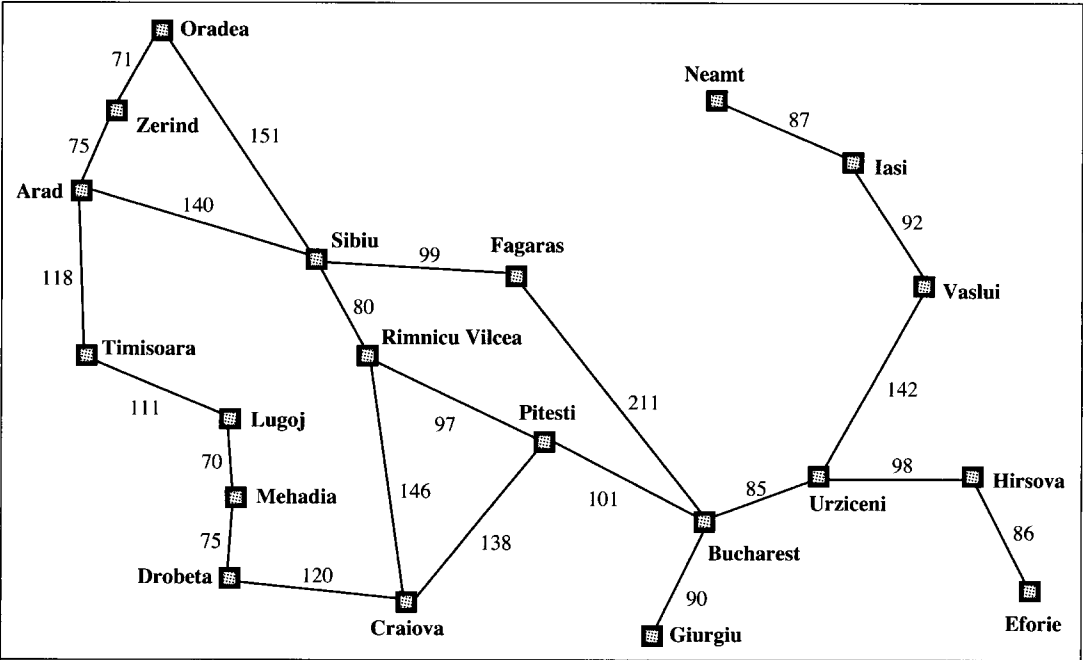 Oradea
71
Neamt
87
Zerind
151
75
Iasi
Arad
140
92
Sibiu
Fagaras
99
118
Vaslui
80
Rimnicu Vilcea
Timisoara
142
211
111
Lugoj
97
Pitesti
70
98
Mehadia
146
101
85
Urziceni
Hirsova
75
138
Bucharest
86
Drobeta
120
90
Craiova
Giurgiu
Eforie